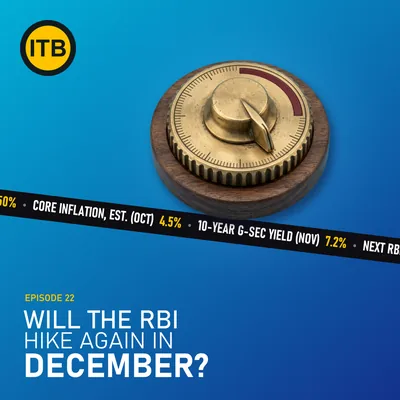 ITB
50% • CORE INFLATION, EST. (OCT) 4.5% • 10-YEAR G-SEC YIELD (NOV) 7.2% • NEXT RB
EPISODE 22
WILL THE RBI
HIKE AGAIN IN
DECEMBER?